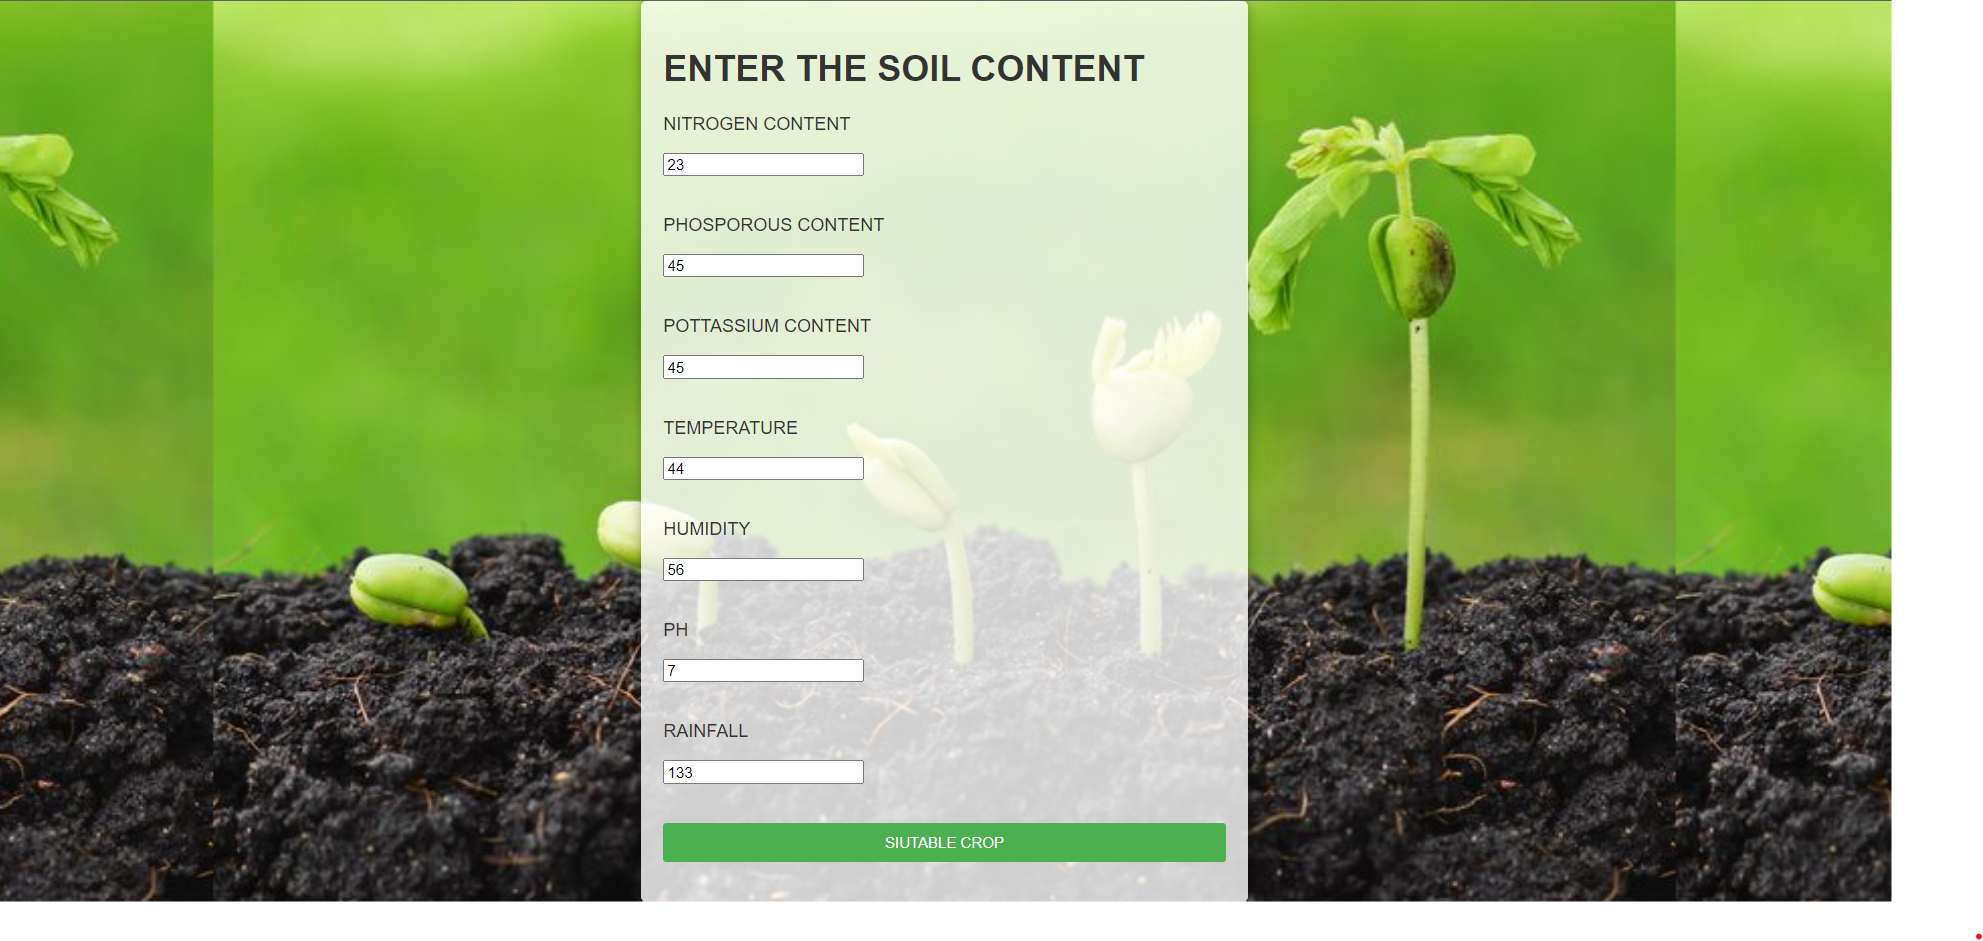 ENTER THE SOIL CONTENT
NITROGEN CONTENT
23
PHOSPOROUS CONTENT
45
POTTASSIUM CONTENT
45
TEMPERATURE
44
HUMIDITY
56
PH
7
RAINFALL
133
SIUTABLE CROP